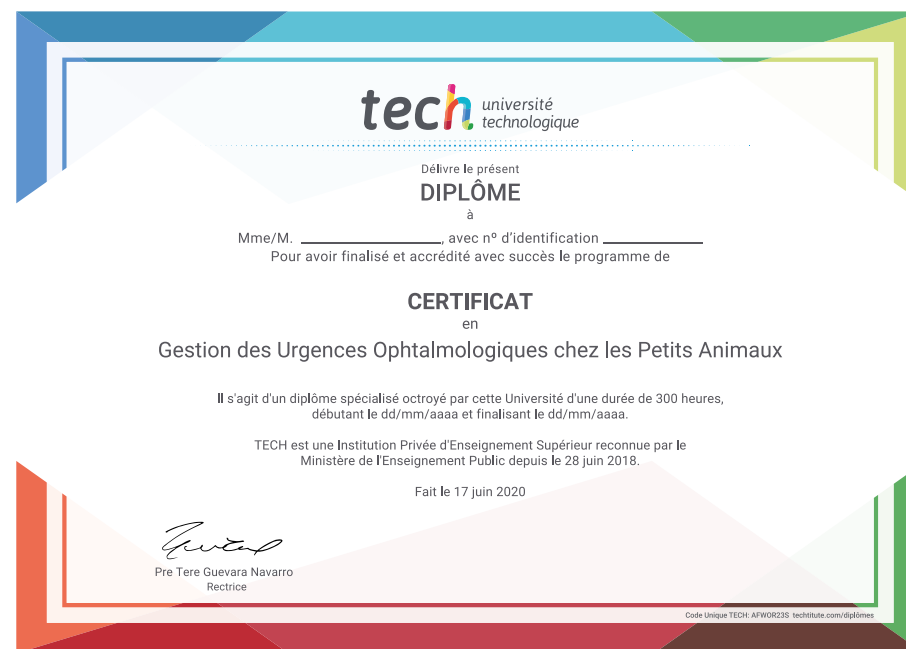 tech université
technologique
Délivre le présent
DIPLÔME
à
Mme/M. ____________________, avec nº d'identification ______________
Pour avoir finalisé et accrédité avec succès le programme de
CERTIFICAT
en
Gestion des Urgences Ophtalmologiques chez les Petits Animaux
Il s'agit d'un diplôme spécialisé octroyé par cette Université d'une durée de 300 heures,
débutant le dd/mm/aaaa et finalisant le dd/mm/aaaa.
TECH est une Institution Privée d'Enseignement Supérieur reconnue par le
Ministère de l'Enseignement Public depuis le 28 juin 2018.
Fait le 17 juin 2020
Pre Tere Guevara Navarro
Rectrice
Code Unique TECH: AFWOR23S techtitute.com/diplômes